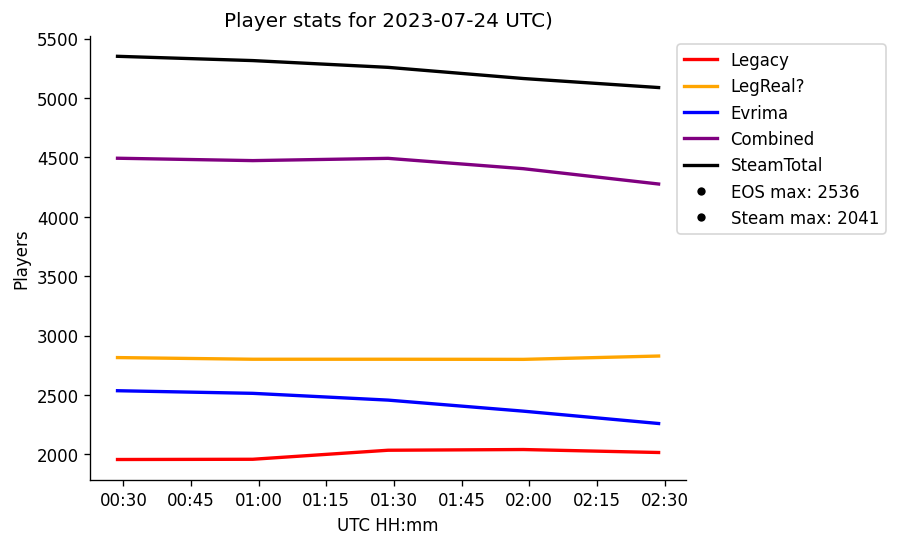 Player stats for 2023-07-24 UTC)
5500
5000
4500
4000
3500
3000
2500
2000
Players
00:30 00:45 01:00 01:15 01:30 01:45 02:00 02:15 02:30
UTC HH:mm
Legacy
LegReal?
Evrima
Combined
SteamTotal
EOS max: 2536
Steam max: 2041